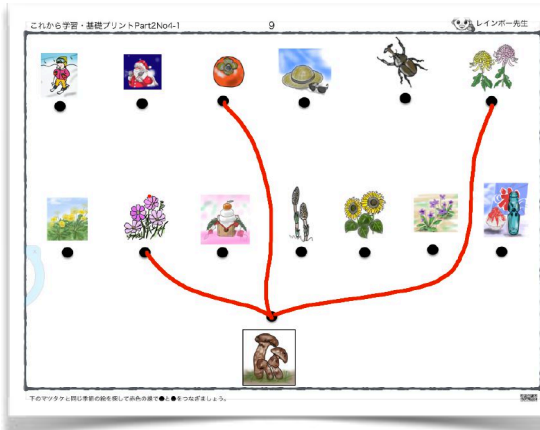 これから学習・基礎プリントPart2No4-1
9
レインボー先生
下のマツタケと同じ季節の絵を探して赤色の線で●と●をつなぎましょう。